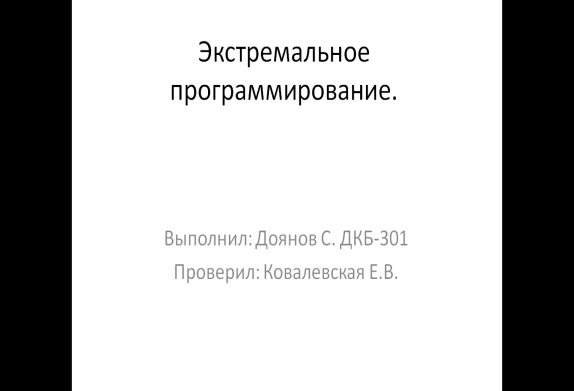 Экстремальное
программирование.
Выполнил: Доянов С. ДКБ-301
Проверил: Ковалевская Е.В.